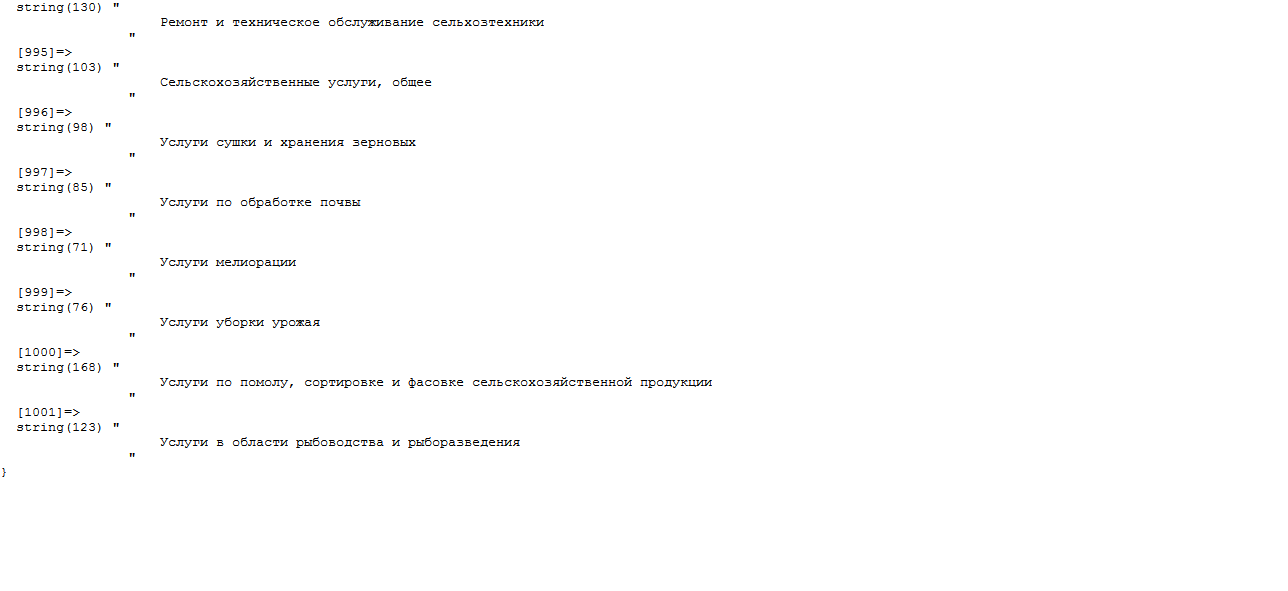 string(130) "
Ремонт и техническое обслуживание сельхозтехники
"
[995]=>
string(103) "
Сельскохозяйственные услуги, общее
"
[996]=>
string(98) "
Услуги сушки и хранения зерновых
"
[997]=>
string(85) "
Услуги по обработке почвы
"
[998]=>
string(71) "
Услуги мелиорации
"
[999]=>
string(76) "
Услуги уборки урожая
"
[1000]=>
string(168) "
Услуги по помолу, сортировке и фасовке сельскохозяйственной продукции
"
[1001]=>
string(123) "
Услуги в области рыбоводства и рыборазведения
"
}